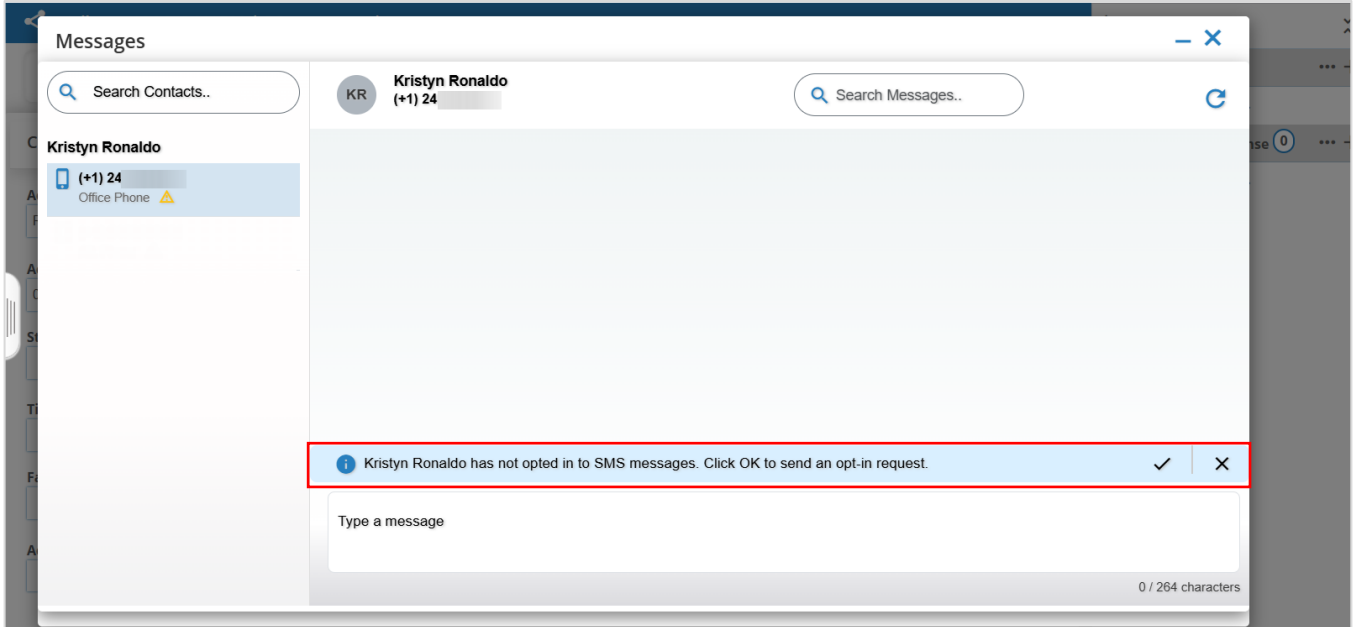 Messages
Search Contacts..
Kristyn Ronaldo
(+1) 24
Office Phone
KR
Kristyn Ronaldo
(+1) 24
Search Messages..
nse 0
Kristyn Ronaldo has not opted in to SMS messages. Click OK to send an opt-in request.
Type a message
0 / 264 characters